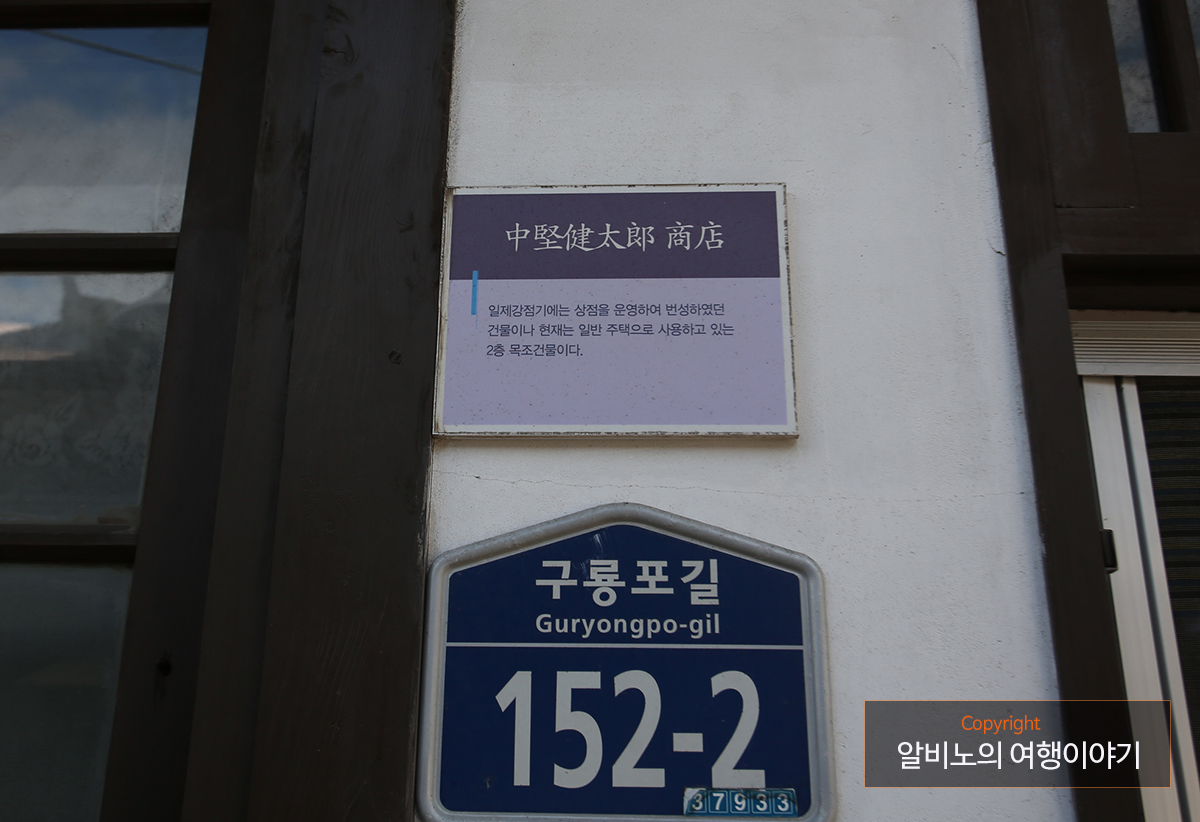 中堅健太郎 商店
일제강점기에는 상점을 운영하여 번성하였던
건물이나 현재는 일반 주택으로 사용하고 있는
2층 목조건물이다.
구룡포길
Guryongpo-gil
152-2
37933
Copyright
알비노의 여행이야기